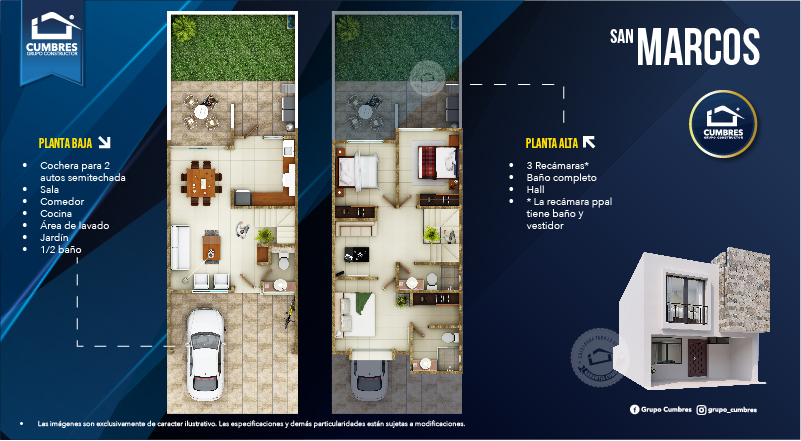 CUMBRES
GRUPO CONSTRUCTOR
SAN MARCOS
CUMBRES
GRUPO CONSTRUCTOR
PLANTA BAJA
• Cochera para 2
autos semitechada
• Sala
• Comedor
• Cocina
• Área de lavado
• Jardín
• 1/2 baño
PLANTA ALTA
• 3 Recámaras*
• Baño completo
• Hall
• * La recámara ppal
tiene baño y
vestidor
Grupo Cumbres
grupo_cumbres
• Las imágenes son exclusivamente de caracter ilustrativo. Las especificaciones y demás particularidades están sujetas a modificaciones.